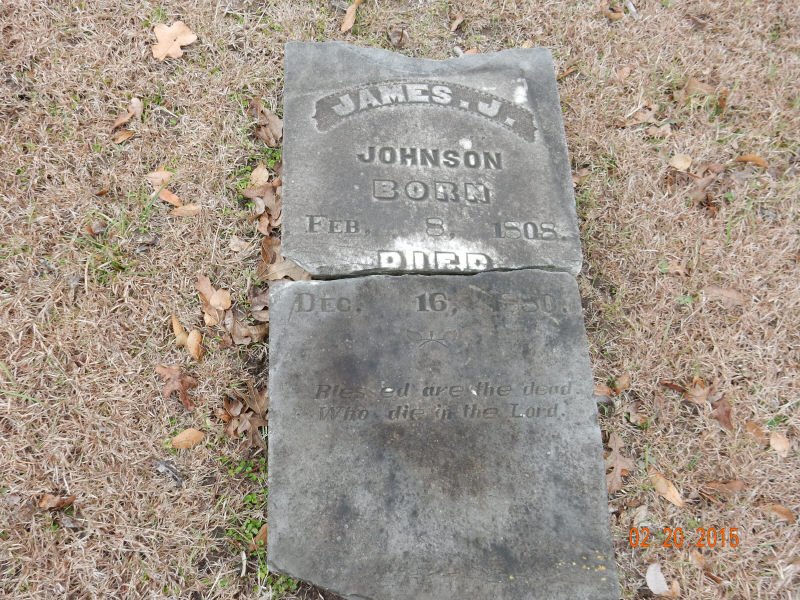 JAMES. J.
JOHNSON
BORN
FEB. 8, 1808.
DIED
DEC. 16, 1880.
Blessed are the dead
Who die in the Lord.
02.20 2015